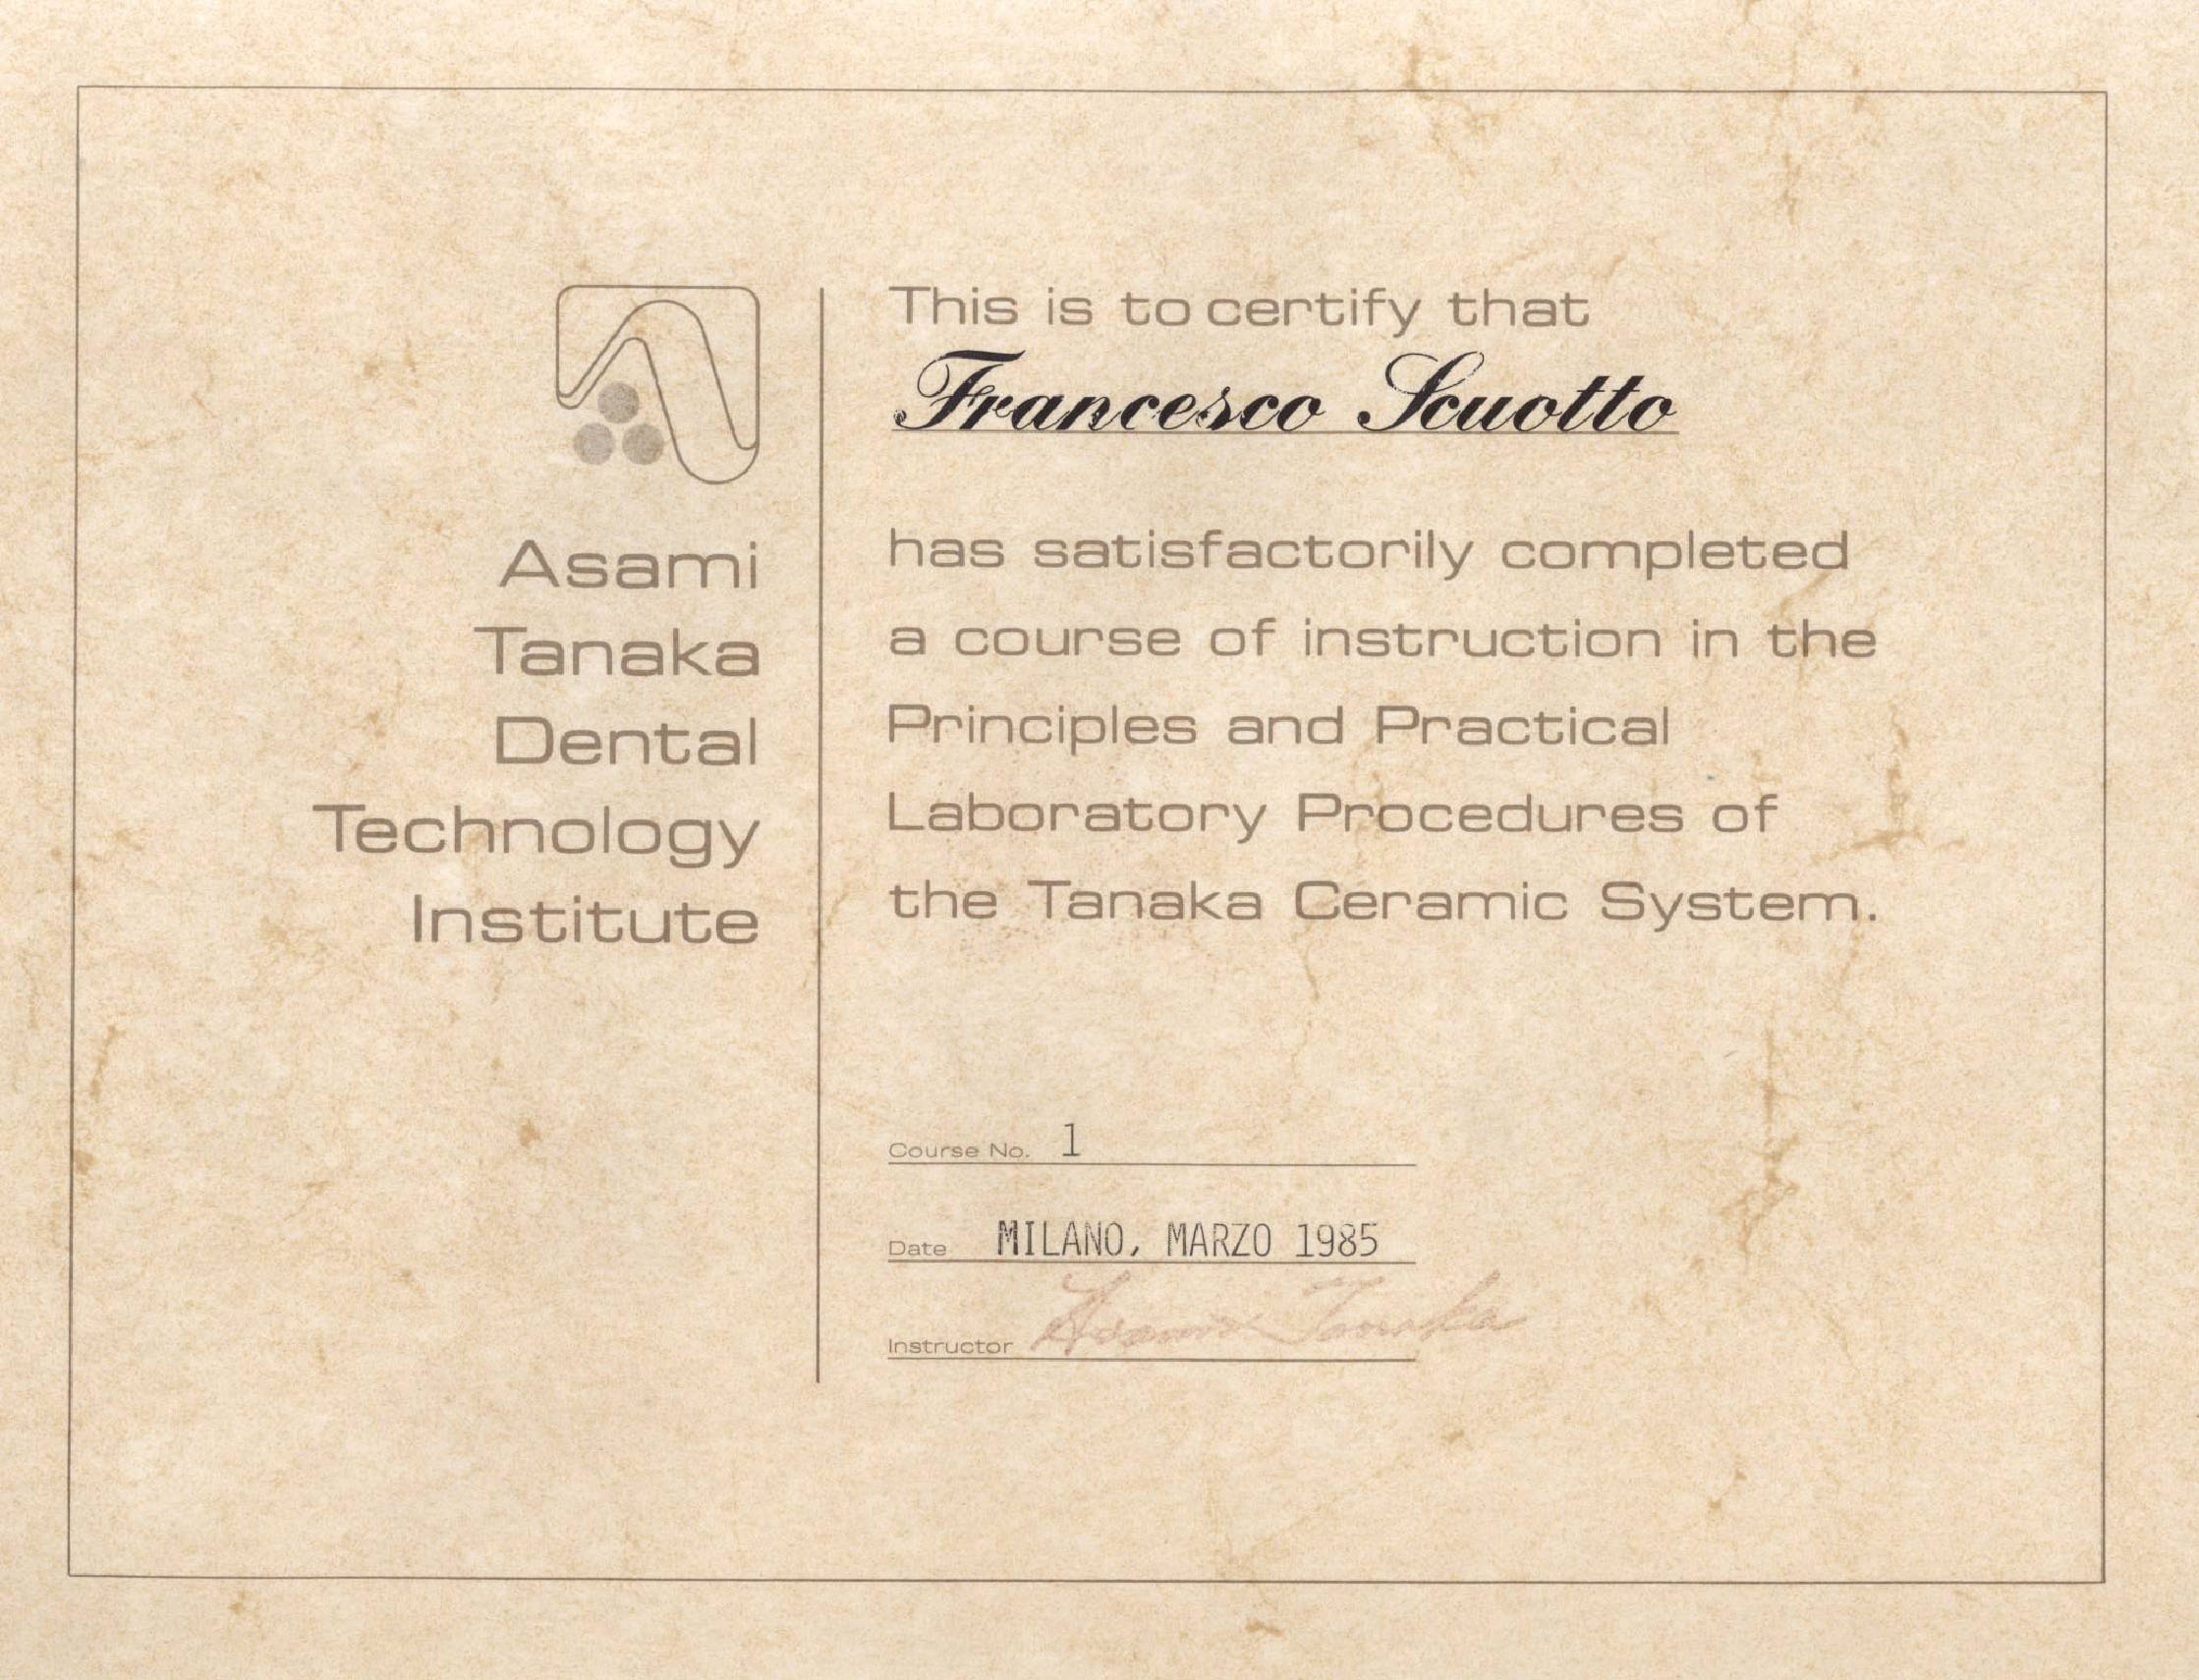 Asami
Tanaka
Dental
Technology
Institute
This is to certify that
Francesco Scuotto
has satisfactorily completed
a course of instruction in the
Principles and Practical
Laboratory Procedures of
the Tanaka Ceramic System.
Course No. 1
Date MILANO, MARZO 1985
Instructor Asami Tanaka